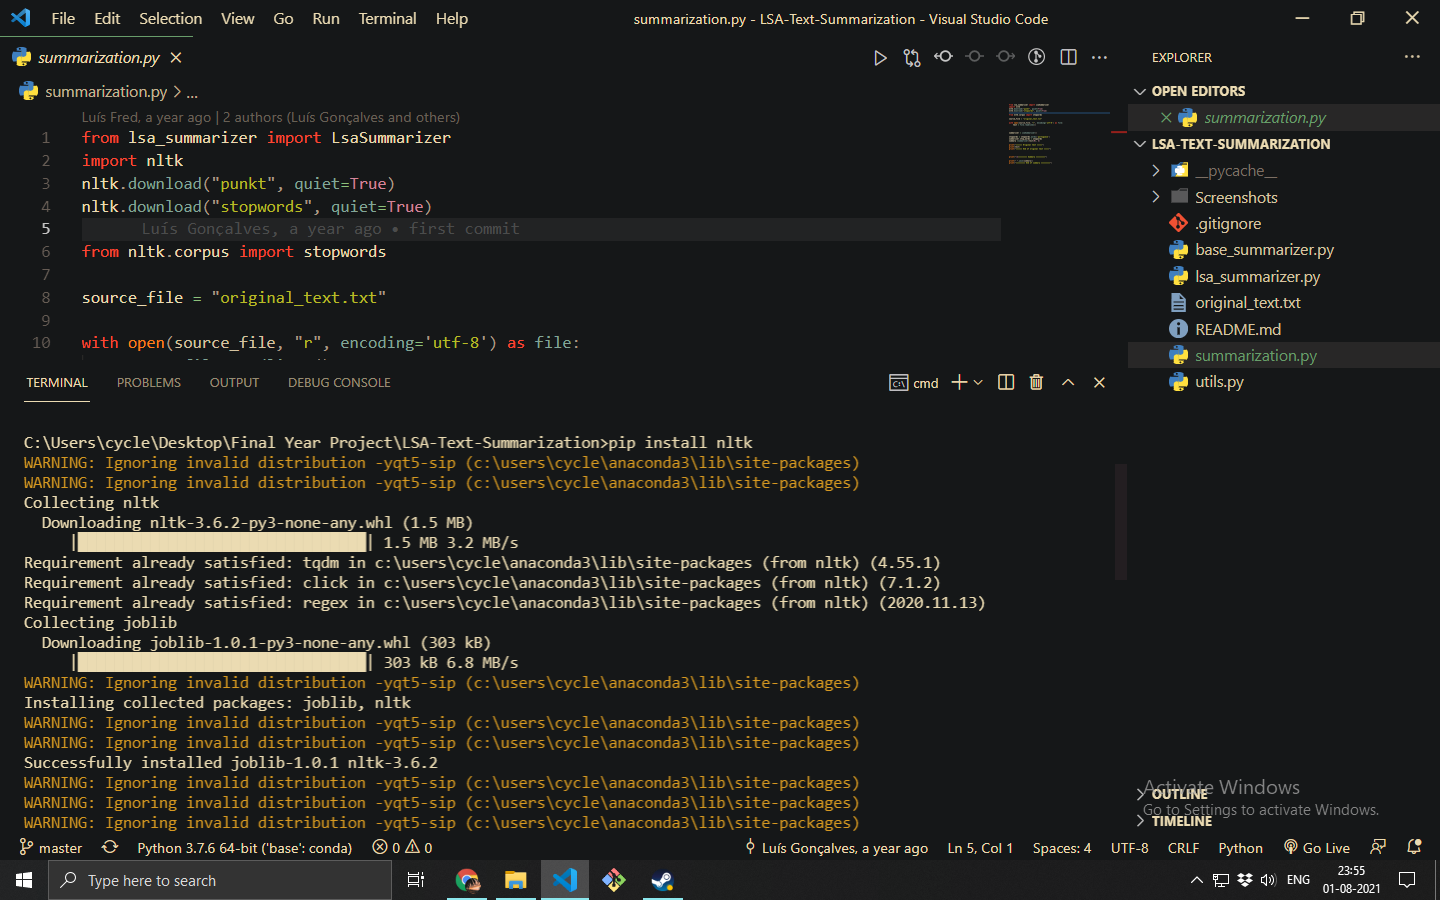 File Edit Selection View Go Run Terminal Help
summarization.py - LSA-Text-Summarization - Visual Studio Code
summarization.py
summarization.py > ...
Luís Fred, a year ago | 2 authors (Luís Gonçalves and others)
1 from lsa_summarizer import LsaSummarizer
2 import nltk
3 nltk.download("punkt", quiet=True)
4 nltk.download("stopwords", quiet=True)
5 Luís Gonçalves, a year ago • first commit
6 from nltk.corpus import stopwords
7
8 source_file = "original_text.txt"
9
10 with open(source_file, "r", encoding='utf-8') as file:
EXPLORER
OPEN EDITORS
summarization.py
LSA-TEXT-SUMMARIZATION
__pycache__
Screenshots
.gitignore
base_summarizer.py
lsa_summarizer.py
original_text.txt
README.md
summarization.py
utils.py
TERMINAL PROBLEMS OUTPUT DEBUG CONSOLE
cmd
C:\Users\cycle\Desktop\Final Year Project\LSA-Text-Summarization>pip install nltk
WARNING: Ignoring invalid distribution -yqt5-sip (c:\users\cycle\anaconda3\lib\site-packages)
WARNING: Ignoring invalid distribution -yqt5-sip (c:\users\cycle\anaconda3\lib\site-packages)
Collecting nltk
Downloading nltk-3.6.2-py3-none-any.whl (1.5 MB)
|████████████████████████████████| 1.5 MB 3.2 MB/s
Requirement already satisfied: tqdm in c:\users\cycle\anaconda3\lib\site-packages (from nltk) (4.55.1)
Requirement already satisfied: click in c:\users\cycle\anaconda3\lib\site-packages (from nltk) (7.1.2)
Requirement already satisfied: regex in c:\users\cycle\anaconda3\lib\site-packages (from nltk) (2020.11.13)
Collecting joblib
Downloading joblib-1.0.1-py3-none-any.whl (303 kB)
|████████████████████████████████| 303 kB 6.8 MB/s
WARNING: Ignoring invalid distribution -yqt5-sip (c:\users\cycle\anaconda3\lib\site-packages)
Installing collected packages: joblib, nltk
WARNING: Ignoring invalid distribution -yqt5-sip (c:\users\cycle\anaconda3\lib\site-packages)
WARNING: Ignoring invalid distribution -yqt5-sip (c:\users\cycle\anaconda3\lib\site-packages)
Successfully installed joblib-1.0.1 nltk-3.6.2
WARNING: Ignoring invalid distribution -yqt5-sip (c:\users\cycle\anaconda3\lib\site-packages)
WARNING: Ignoring invalid distribution -yqt5-sip (c:\users\cycle\anaconda3\lib\site-packages)
WARNING: Ignoring invalid distribution -yqt5-sip (c:\users\cycle\anaconda3\lib\site-packages)
Activate Windows
OUTLINE
Go to Settings to activate Windows.
TIMELINE
master Python 3.7.6 64-bit ('base': conda) 0 0 Luís Gonçalves, a year ago Ln 5, Col 1 Spaces: 4 UTF-8 CRLF Python Go Live
Type here to search
ENG
23:55
01-08-2021